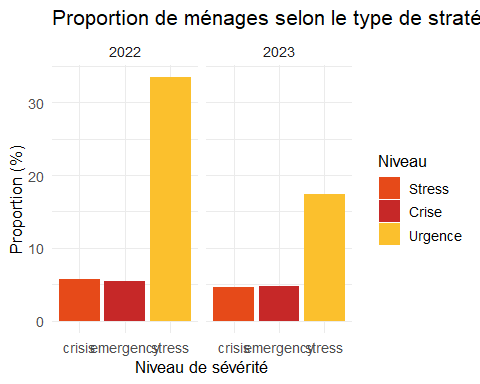 Proportion de ménages selon le type de straté
2022 2023
Proportion (%)
30
20
10
0
crisis emergency stress crisis emergency stress
Niveau de sévérité
Niveau
Stress
Crise
Urgence